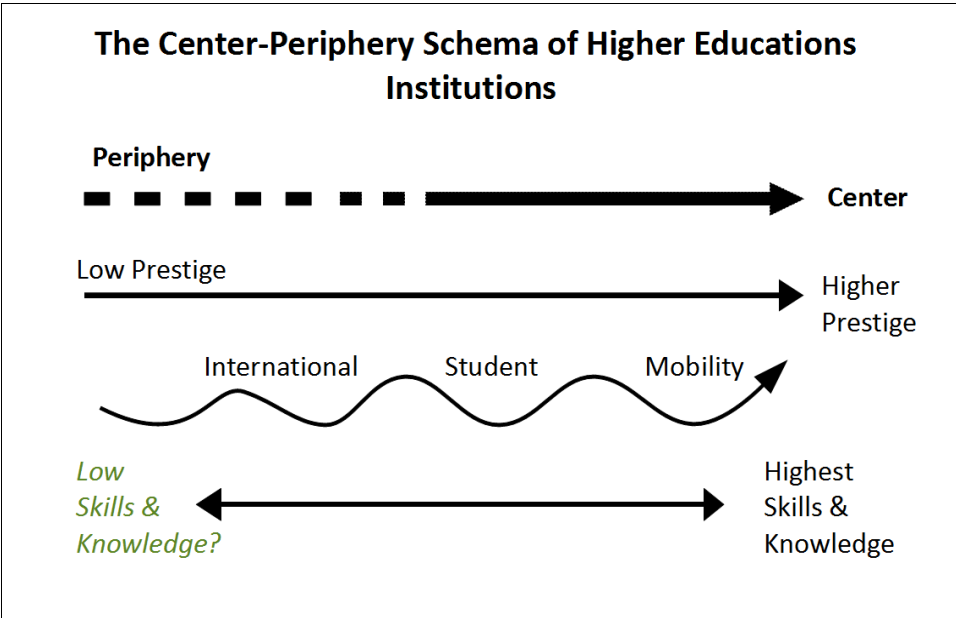 The Center-Periphery Schema of Higher Educations
Institutions
Periphery
Center
Low Prestige
Higher
Prestige
International Student Mobility
Low
Skills &
Knowledge?
Highest
Skills &
Knowledge